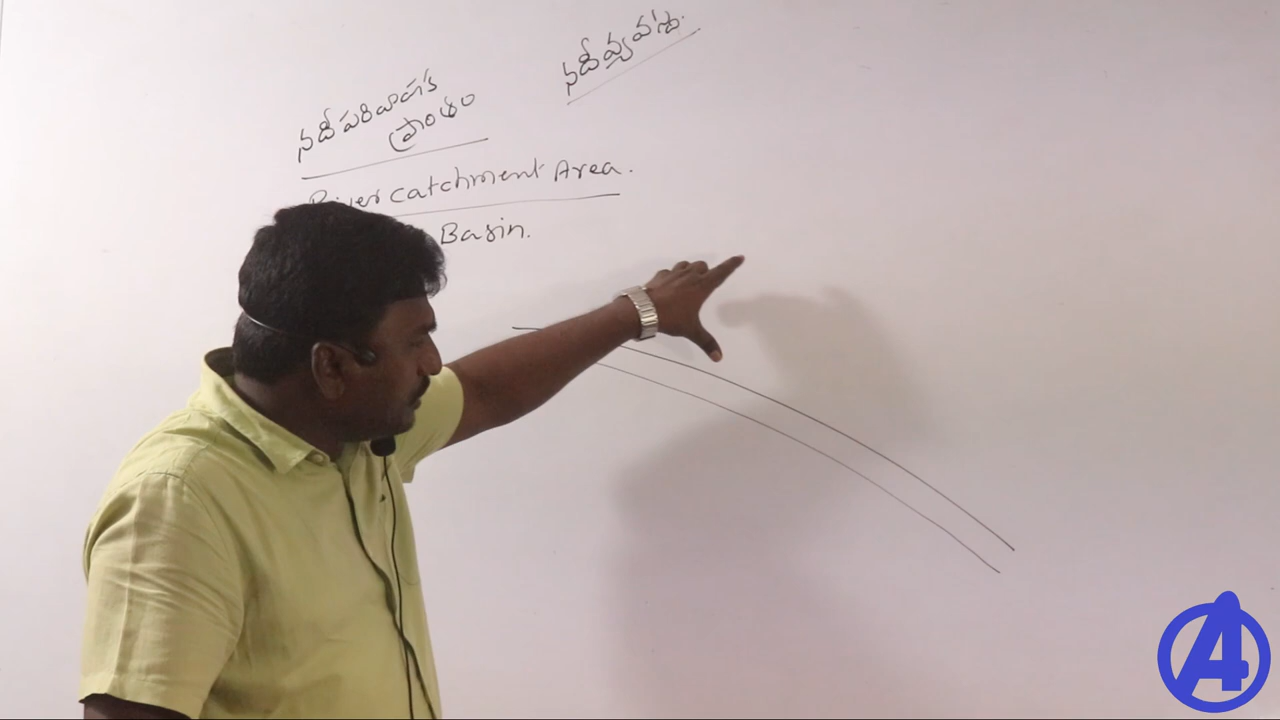 నదీ పరివాహక
ప్రాంతం
నదీ వ్యవస్థ.
River catchment Area.
Basin.
A